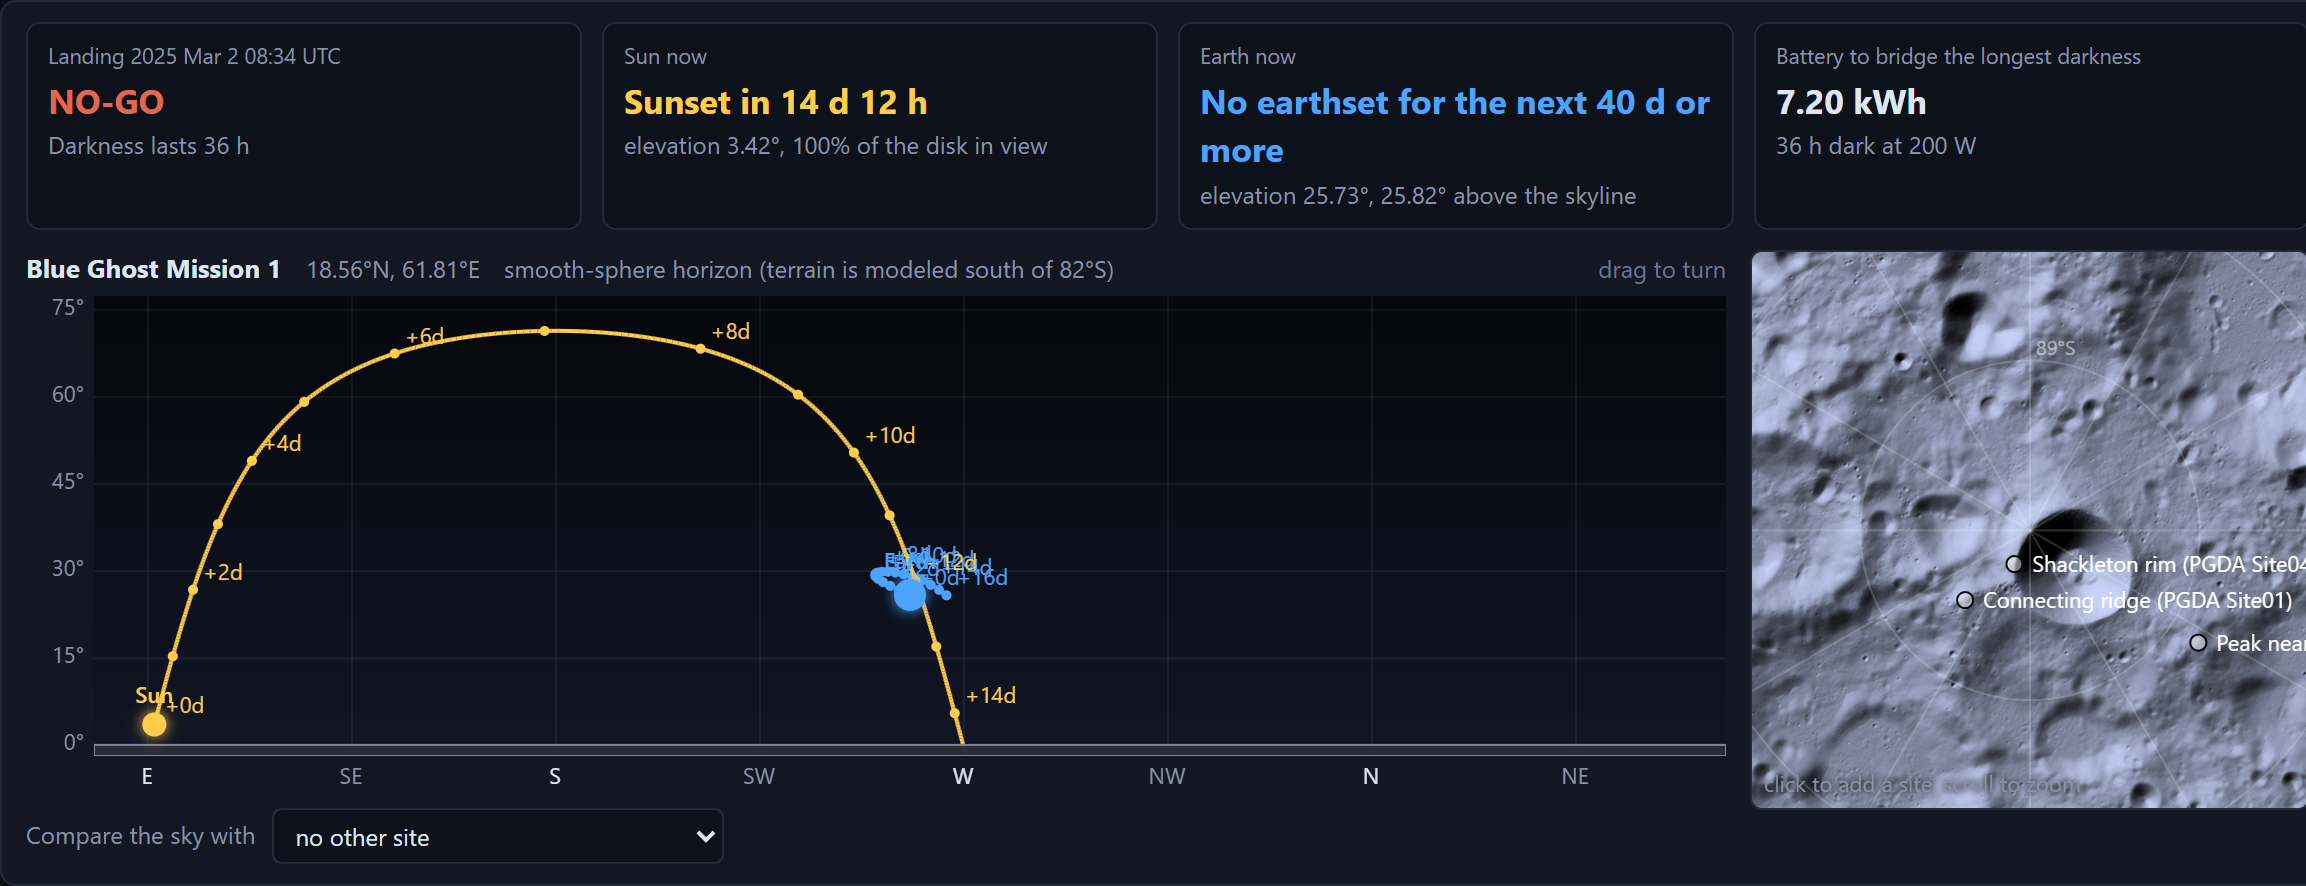 Landing 2025 Mar 2 08:34 UTC
NO-GO
Darkness lasts 36 h
Sun now
Sunset in 14 d 12 h
elevation 3.42°, 100% of the disk in view
Earth now
No earthset for the next 40 d or
more
elevation 25.73°, 25.82° above the skyline
Battery to bridge the longest darkness
7.20 kWh
36 h dark at 200 W
Blue Ghost Mission 1 18.56°N, 61.81°E smooth-sphere horizon (terrain is modeled south of 82°S) drag to turn
75°
60°
45°
30°
15°
0°
+6d
+8d
+4d
+10d
+2d
+12d
+0d+16d
Sun
+0d
+14d
E SE S SW W NW N NE
89°S
Shackleton rim (PGDA Site04
Connecting ridge (PGDA Site01)
Peak near
click to add a site, scroll to zoom
Compare the sky with no other site